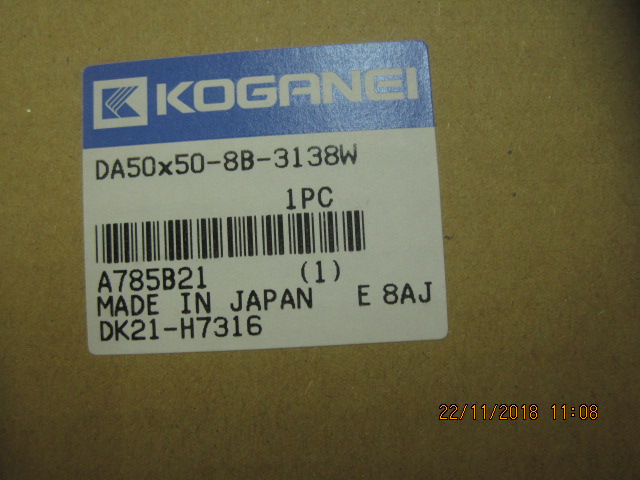 KOGANEI
DA50x50-8B-3138W
1PC
A785B21 (1)
MADE IN JAPAN E 8AJ
DK21-H7316
22/11/2018 11:08